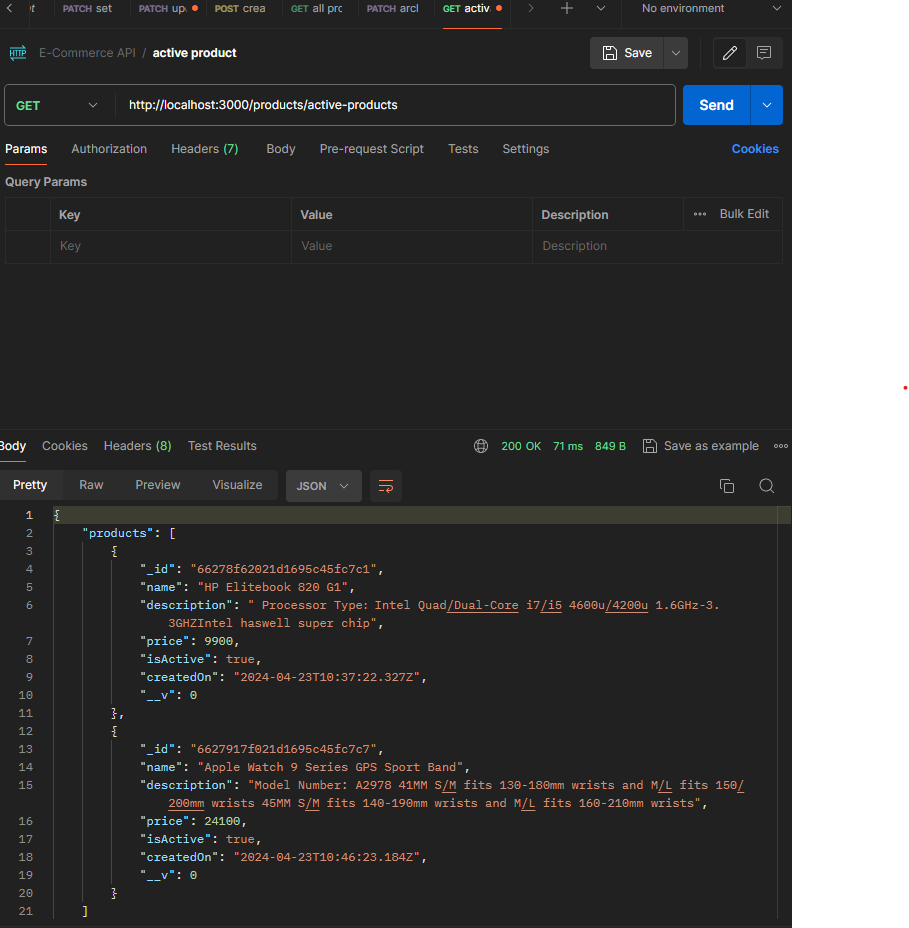 PATCH set PATCH up. POST crea GET all pro PATCH arcl GET activ. No environment
HTTP E-Commerce API / active product Save
GET http://localhost:3000/products/active-products Send
Params Authorization Headers (7) Body Pre-request Script Tests Settings Cookies
Query Params
Key Value Description Bulk Edit
Key Value Description
Body Cookies Headers (8) Test Results 200 OK 71 ms 849 B Save as example
Pretty Raw Preview Visualize JSON
1 {
2 "products": [
3 {
4 "_id": "66278f62021d1695c45fc7c1",
5 "name": "HP Elitebook 820 G1",
6 "description": " Processor Type: Intel Quad/Dual-Core i7/i5 4600u/4200u 1.6GHz-3.
3GHZIntel haswell super chip",
7 "price": 9900,
8 "isActive": true,
9 "createdOn": "2024-04-23T10:37:22.327Z",
10 "__v": 0
11 },
12 {
13 "_id": "6627917f021d1695c45fc7c7",
14 "name": "Apple Watch 9 Series GPS Sport Band",
15 "description": "Model Number: A2978 41MM S/M fits 130-180mm wrists and M/L fits 150/
200mm wrists 45MM S/M fits 140-190mm wrists and M/L fits 160-210mm wrists",
16 "price": 24100,
17 "isActive": true,
18 "createdOn": "2024-04-23T10:46:23.184Z",
19 "__v": 0
20 }
21 ]